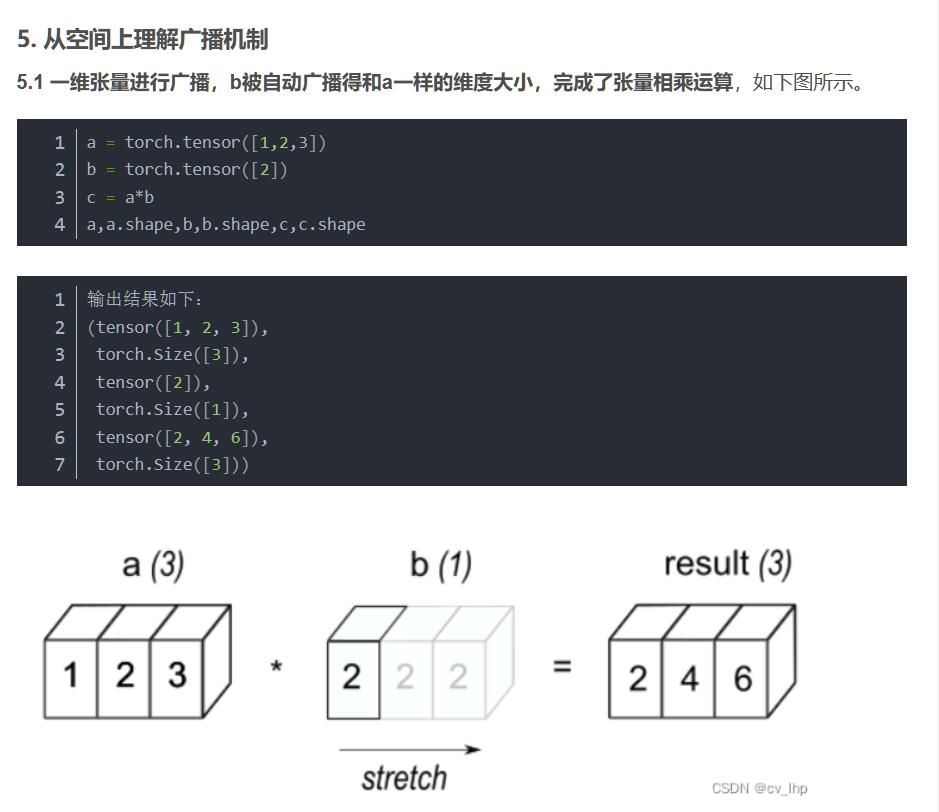 5. 从空间上理解广播机制
5.1 一维张量进行广播，b被自动广播得和a一样的维度大小，完成了张量相乘运算，如下图所示。
1 a = torch.tensor([1,2,3])
2 b = torch.tensor([2])
3 c = a*b
4 a,a.shape,b,b.shape,c,c.shape
1 输出结果如下:
2 (tensor([1, 2, 3]),
3 torch.Size([3]),
4 tensor([2]),
5 torch.Size([1]),
6 tensor([2, 4, 6]),
7 torch.Size([3]))
a (3) b (1) result (3)
1 2 3 * 2 2 2 = 2 4 6
stretch
CSDN @cv_lhp